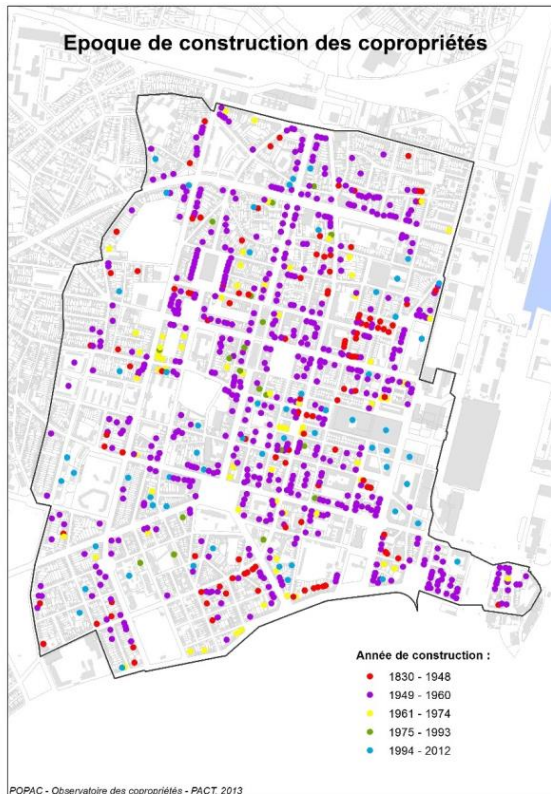 Epoque de construction des copropriétés
Année de construction :
1830 - 1948
1949 - 1960
1961 - 1974
1975 - 1993
1994 - 2012
POPAC - Observatoire des copropriétés - PACT, 2013